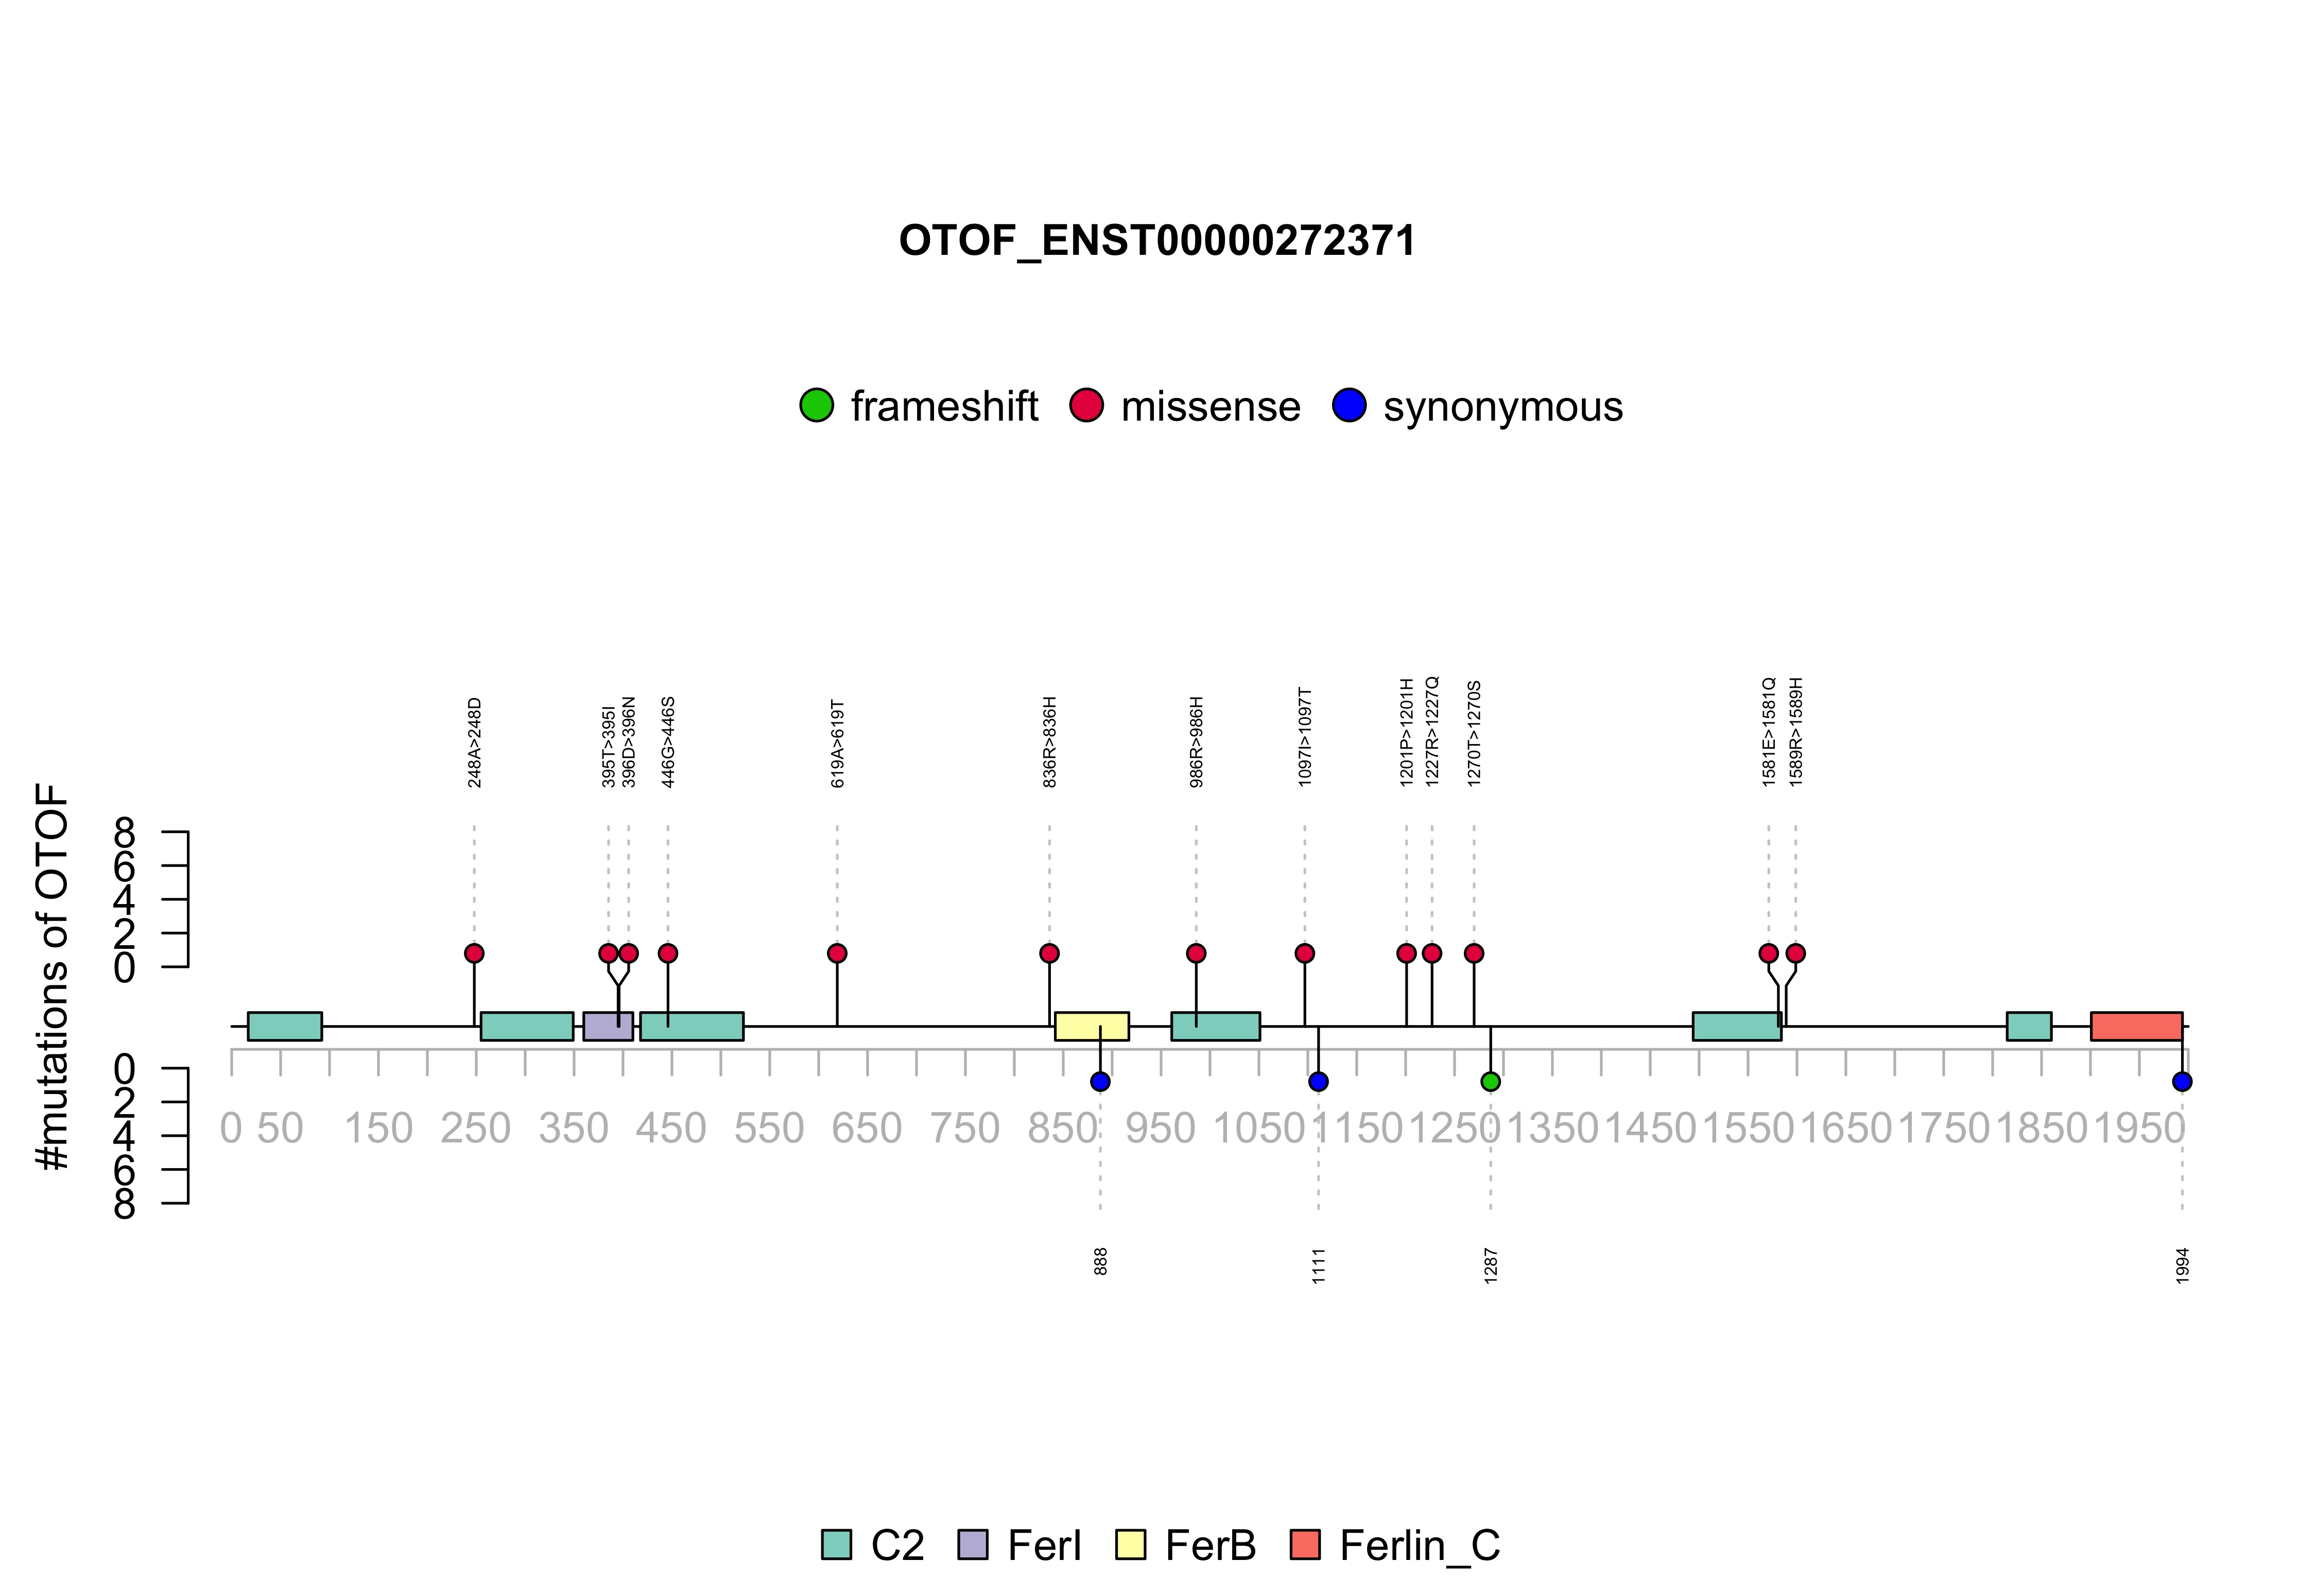 OTOF_ENST00000272371
frameshift missense synonymous
248A>248D
395T>395I
396D>396N
446G>446S
619A>619T
836R>836H
986R>986H
1097I>1097T
1201P>1201H
1227R>1227Q
1270T>1270S
1581E>1581Q
1589R>1589H
#mutations of OTOF
8
6
4
2
0
0
2
4
6
8
0 50 150 250 350 450 550 650 750 850 950 1050 1150 1250 1350 1450 1550 1650 1750 1850 1950
888
1111
1287
1994
C2 FerI FerB Ferlin_C